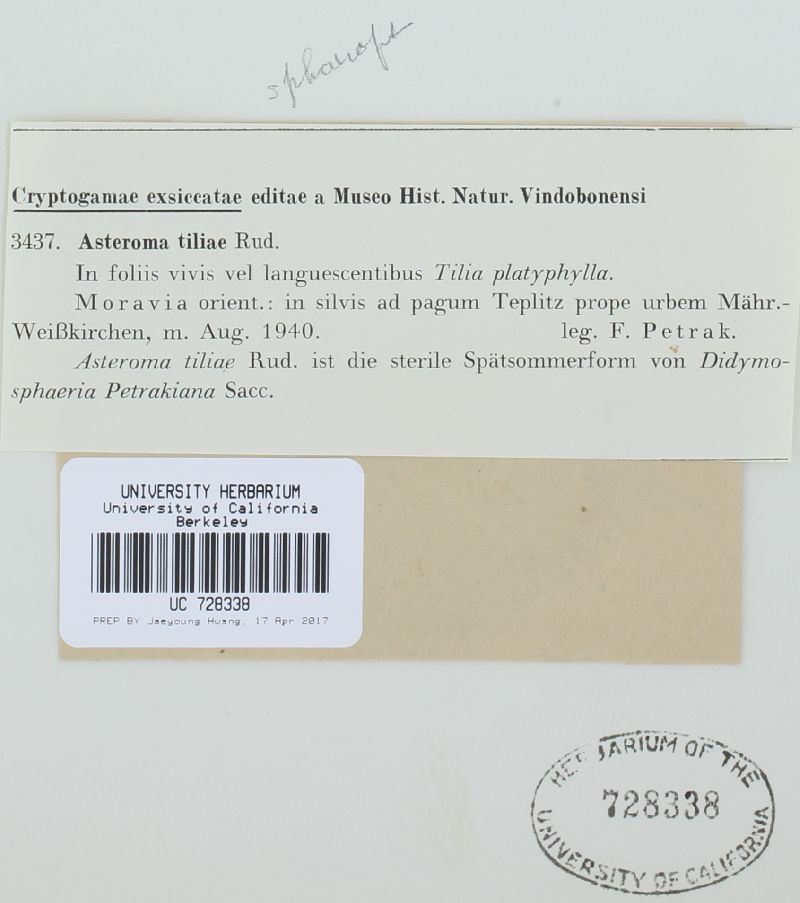 sphaerops
Cryptogamae exsiccatae editae a Museo Hist. Natur. Vindobonensi
3437. Asteroma tiliae Rud.
In foliis vivis vel languescentibus Tilia platyphylla.
Moravia orient.: in silvis ad pagum Teplitz prope urbem Mähr.-
Weißkirchen, m. Aug. 1940. leg. F. Petrak.
Asteroma tiliae Rud. ist die sterile Spätsommerform von Didymo-
sphaeria Petrakiana Sacc.
UNIVERSITY HERBARIUM
University of California
Berkeley
UC 728338
PREP BY Jaeyoung Hwang, 17 Apr 2017
HERBARIUM OF THE
728338
UNIVERSITY OF CALIFORNIA